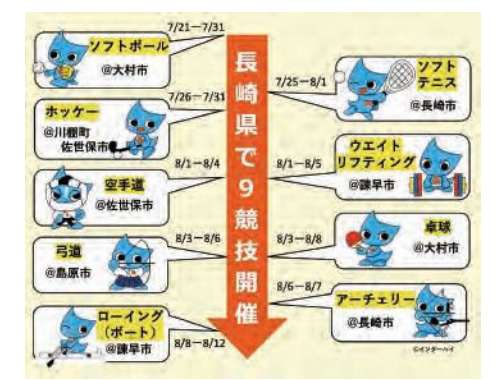 7/21−7/31
ソフトボール
@大村市
長崎県で9競技開催
7/25−8/1
ソフト
テニス
@長崎市
7/26−7/31
ホッケー
@川棚町
佐世保市
8/1−8/4
空手道
@佐世保市
8/1−8/5
ウエイト
リフティング
@諫早市
8/3−8/6
弓道
@島原市
8/3−8/8
卓球
@大村市
8/6−8/7
アーチェリー
@長崎市
ローイング
(ボート)
@諫早市
8/8−8/12
©インターハイ